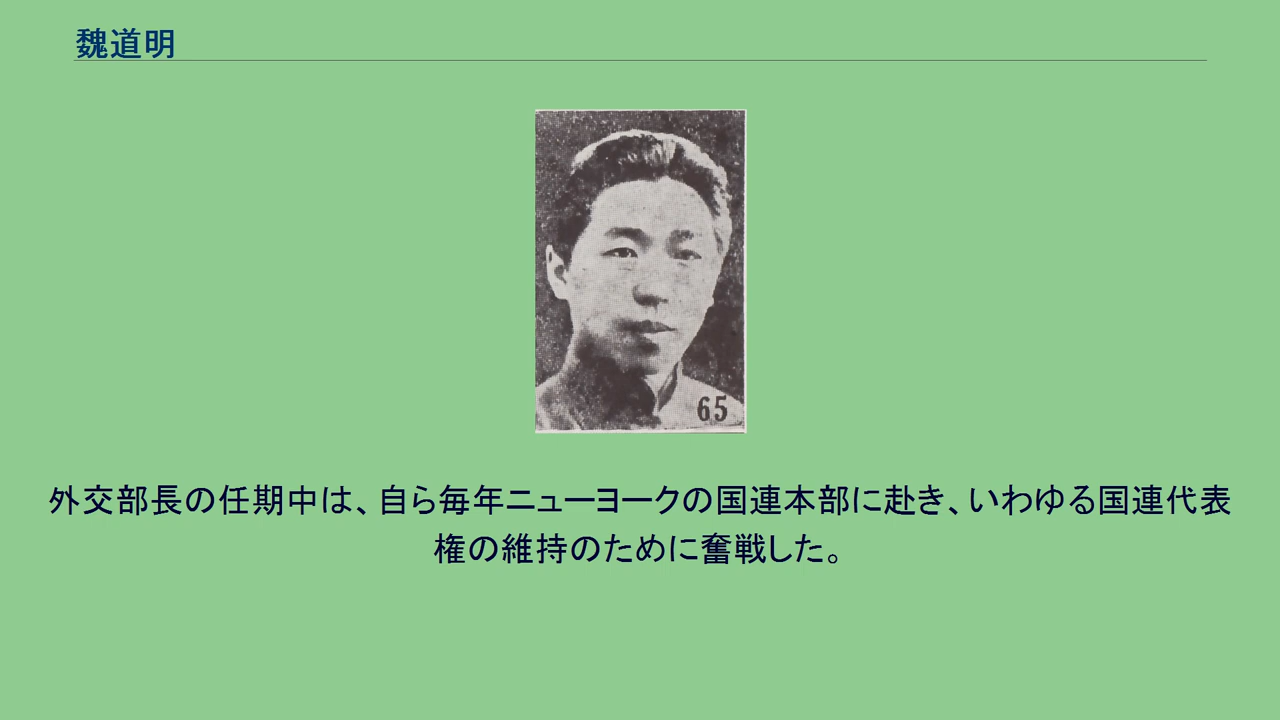 魏道明
65
外交部長の任期中は、自ら毎年ニューヨークの国連本部に赴き、いわゆる国連代表
権の維持のために奮戦した。